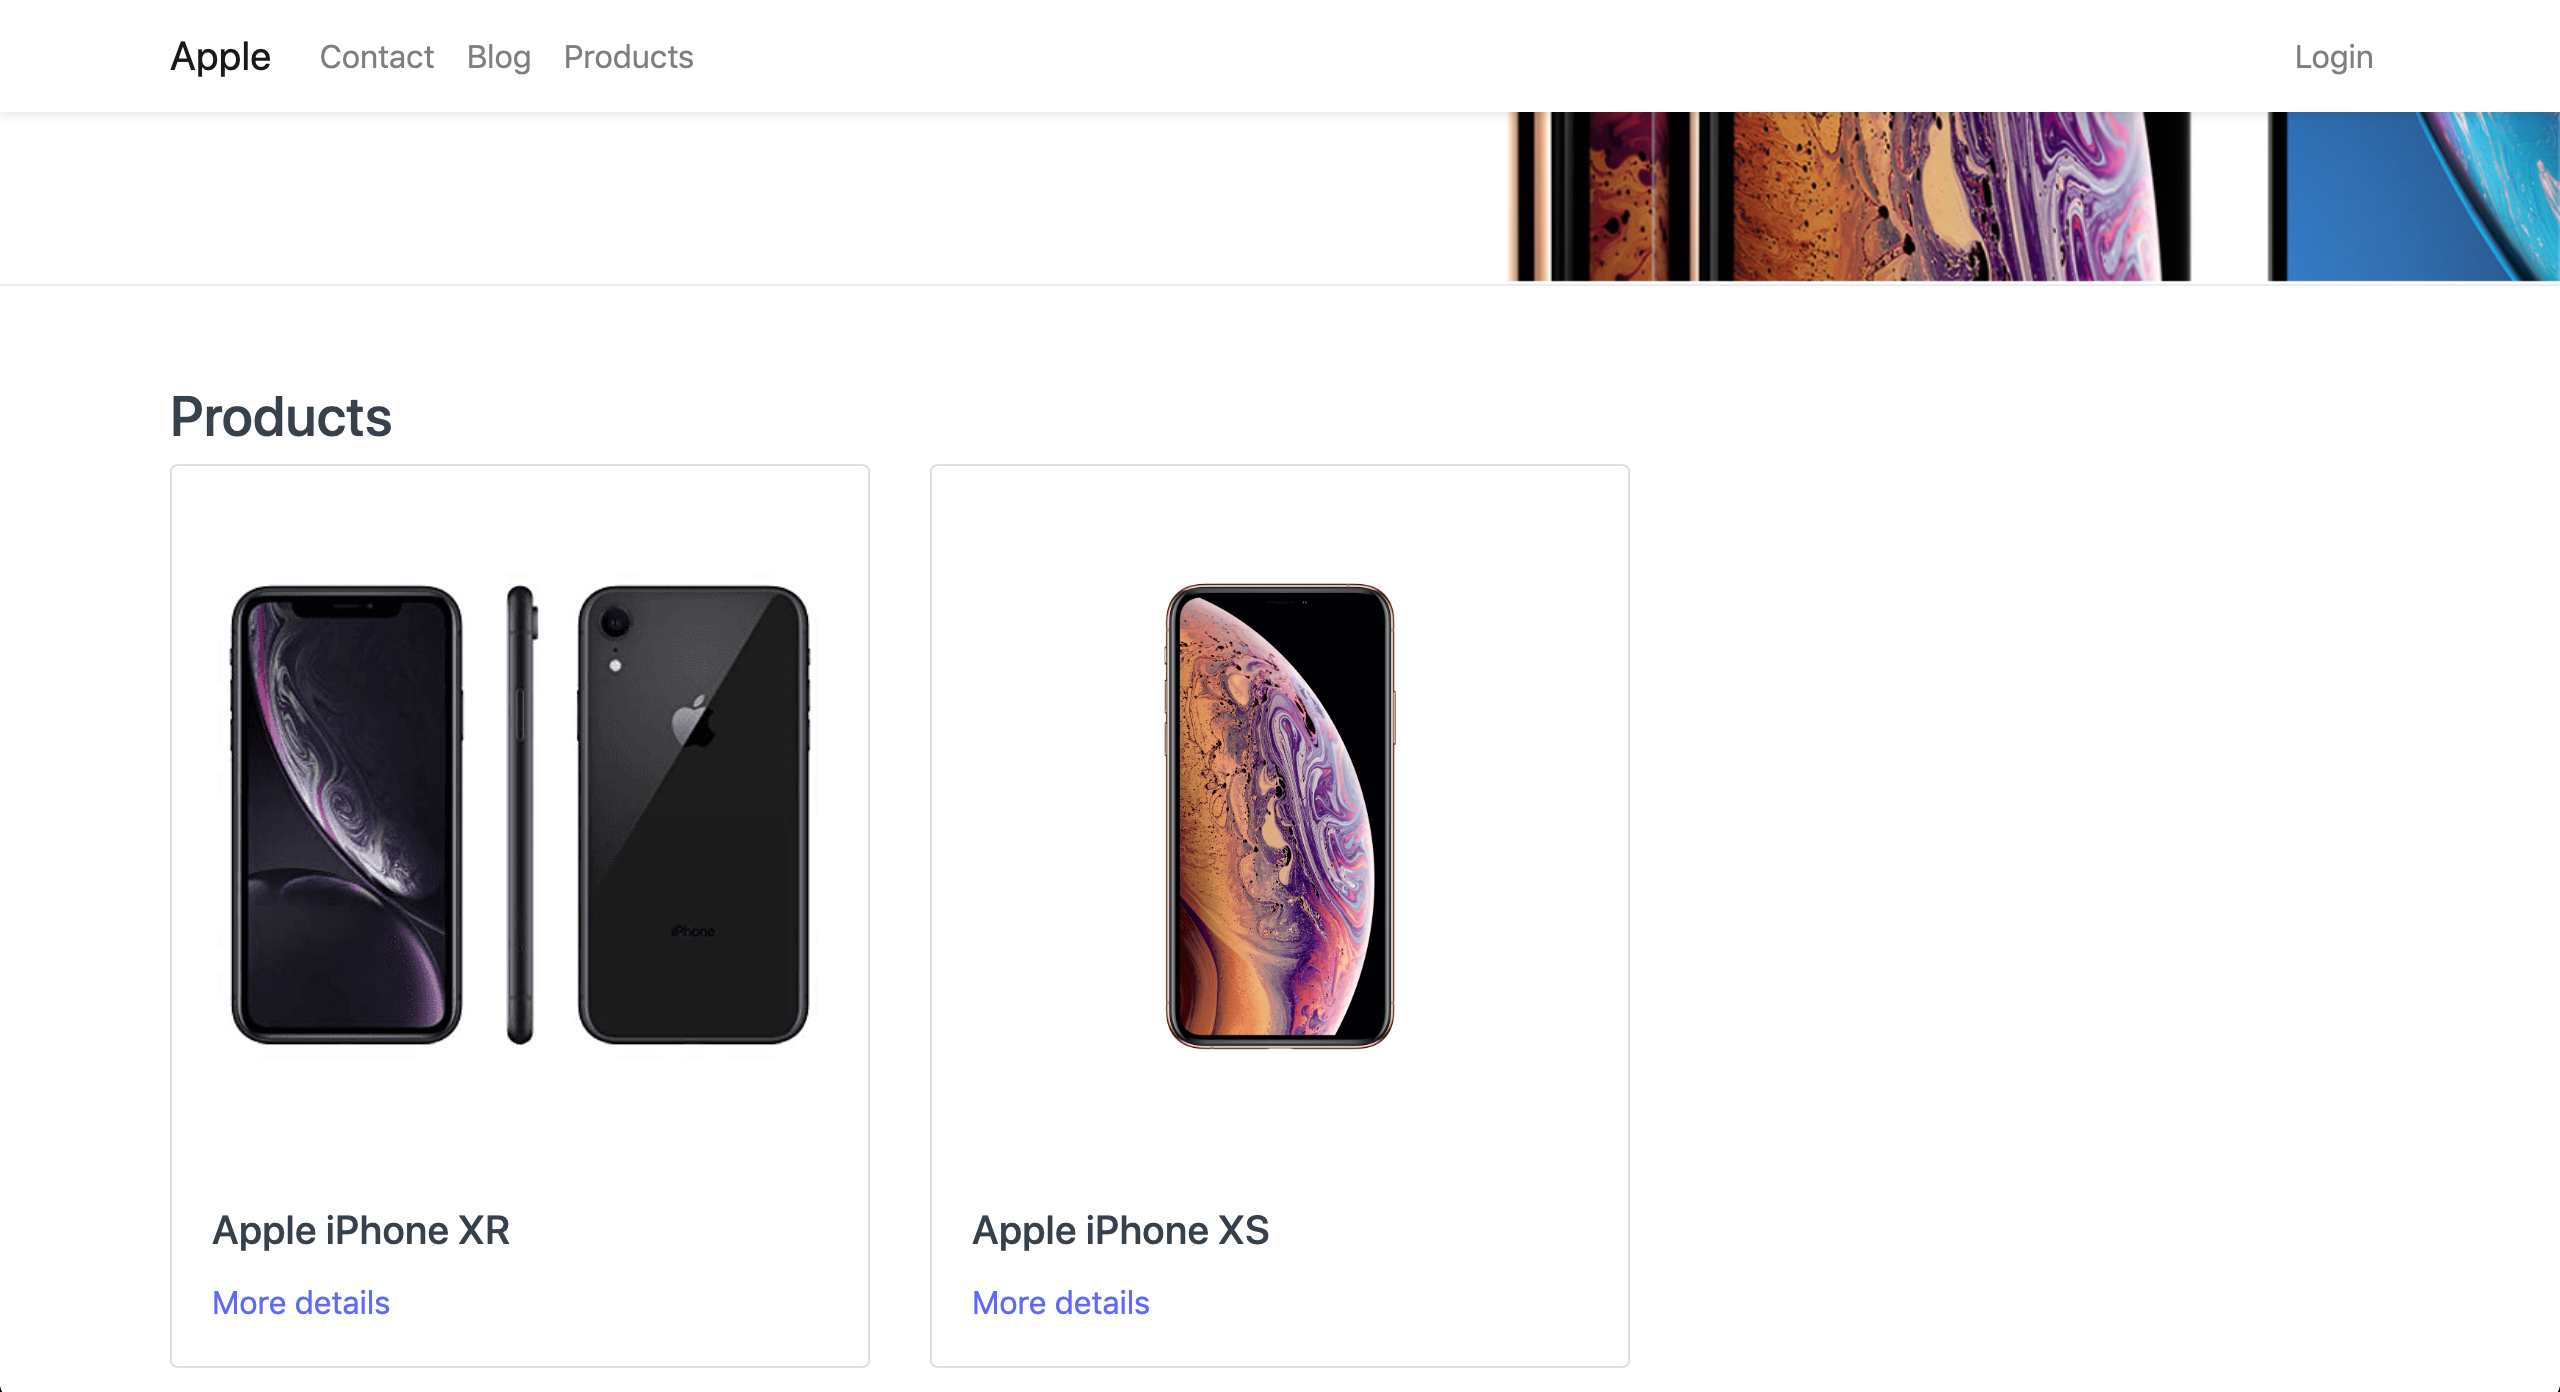 Apple Contact Blog Products Login
Products
iPhone
Apple iPhone XR
More details
Apple iPhone XS
More details